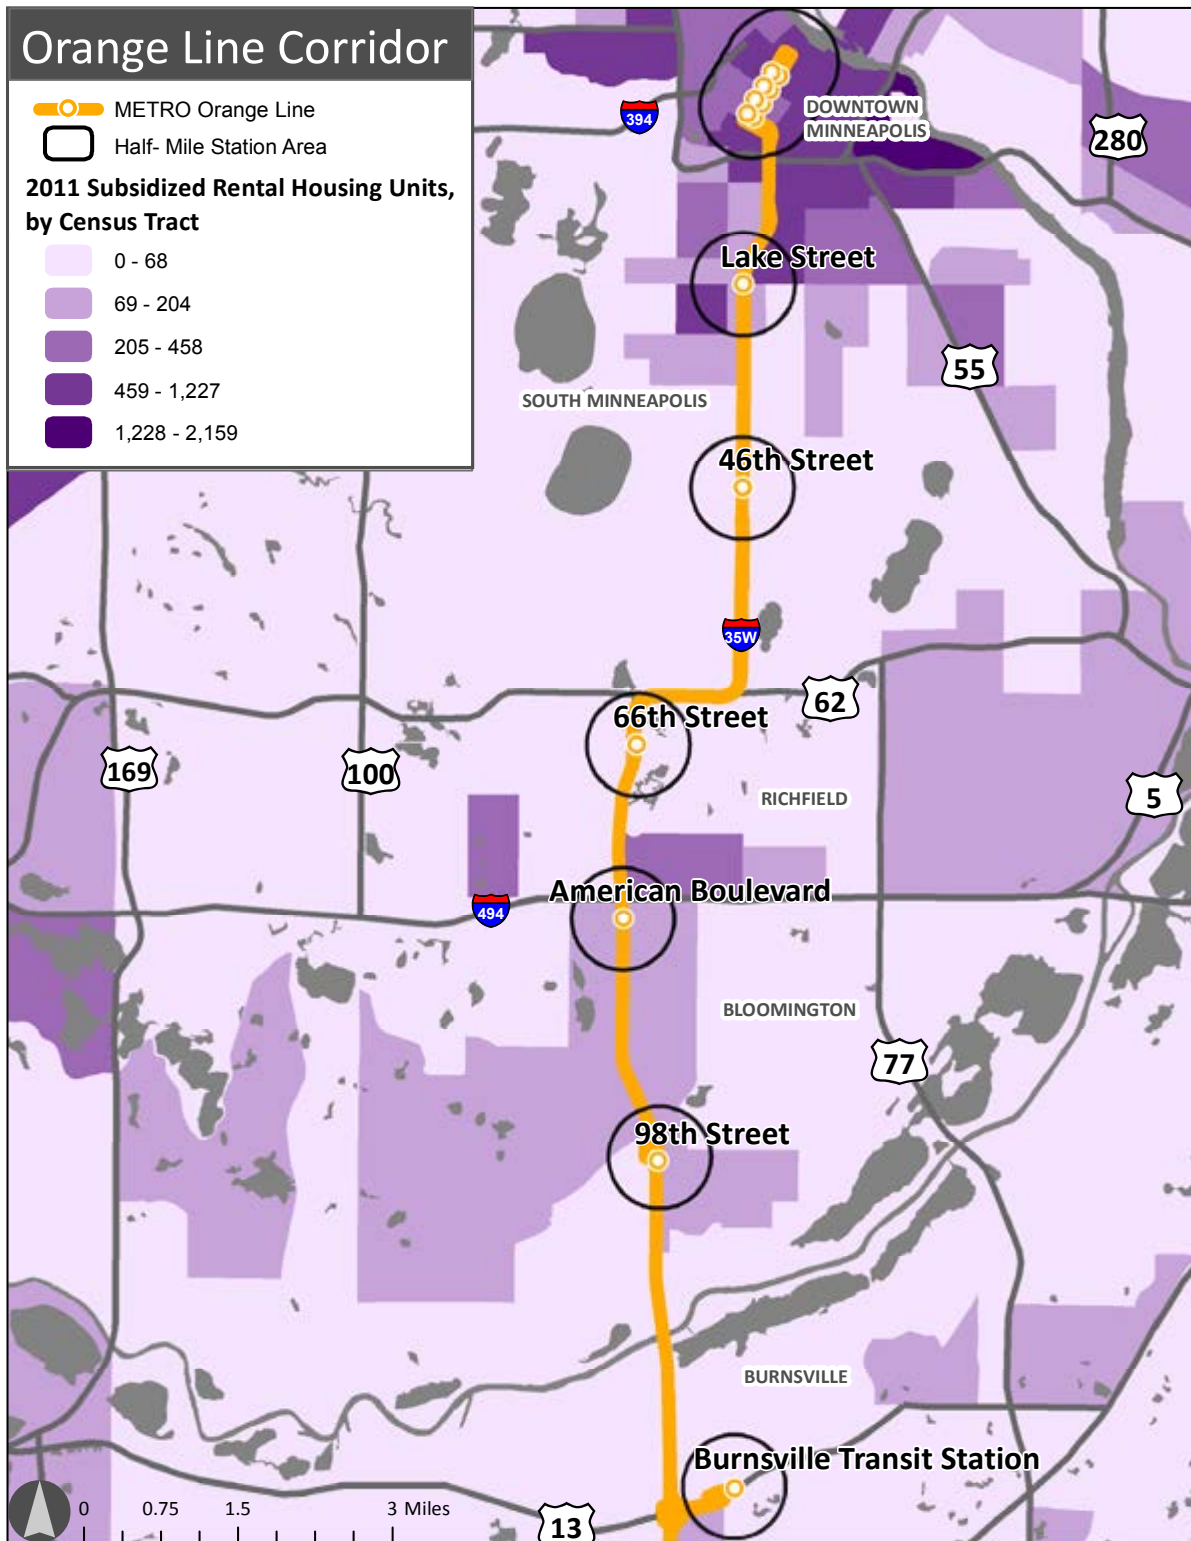 Orange Line Corridor
METRO Orange Line
Half- Mile Station Area
2011 Subsidized Rental Housing Units,
by Census Tract
0 - 68
69 - 204
205 - 458
459 - 1,227
1,228 - 2,159
394
DOWNTOWN
MINNEAPOLIS
280
Lake Street
55
SOUTH MINNEAPOLIS
46th Street
35W
62
66th Street
169
100
5
RICHFIELD
American Boulevard
494
BLOOMINGTON
77
98th Street
BURNSVILLE
Burnsville Transit Station
0 0.75 1.5 3 Miles
13